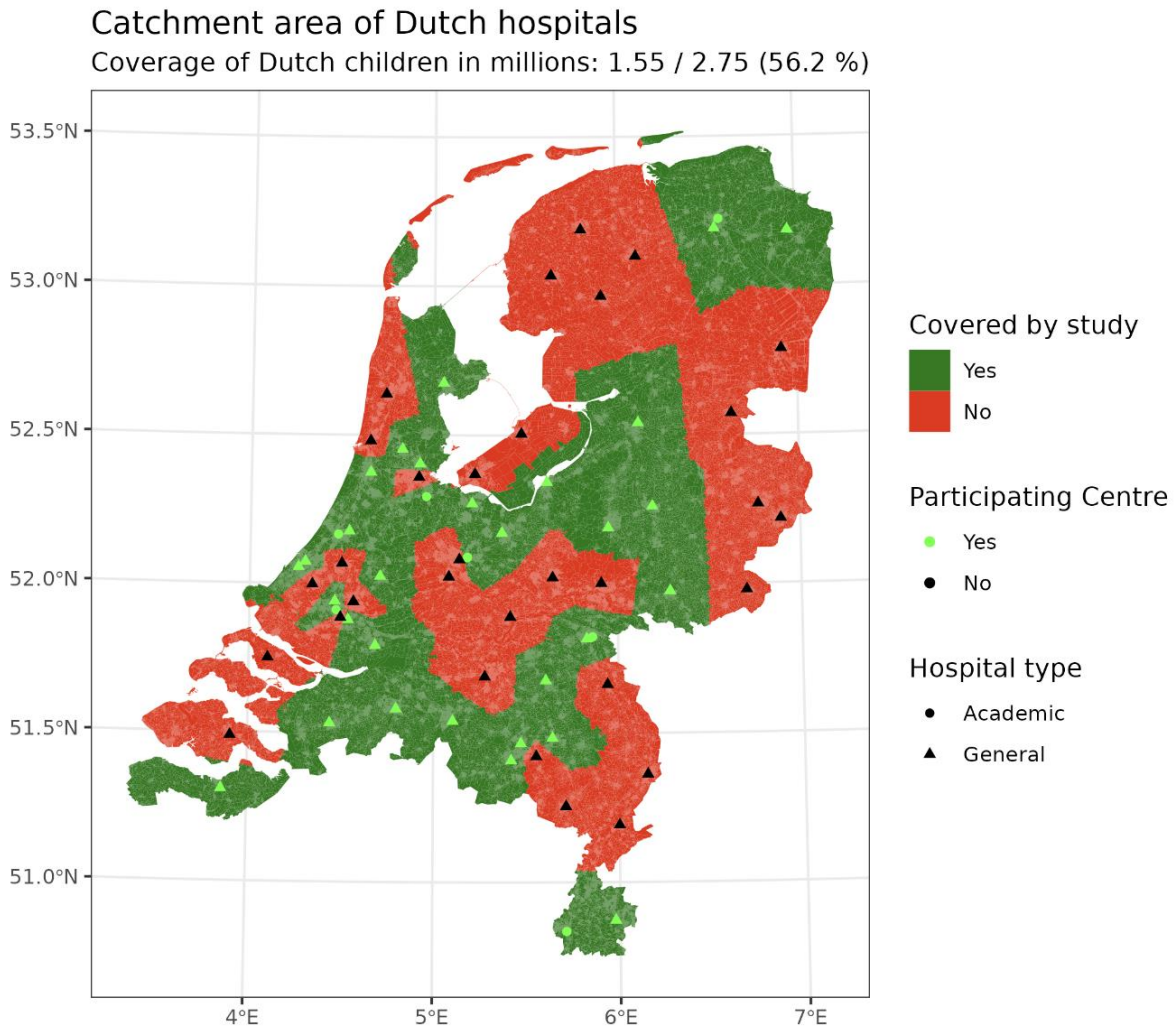 Catchment area of Dutch hospitals
Coverage of Dutch children in millions: 1.55 / 2.75 (56.2 %)
53.5°N
53.0°N
52.5°N
52.0°N
51.5°N
51.0°N
4°E
5°E
6°E
7°E
Covered by study
Yes
No
Participating Centre
Yes
No
Hospital type
Academic
General